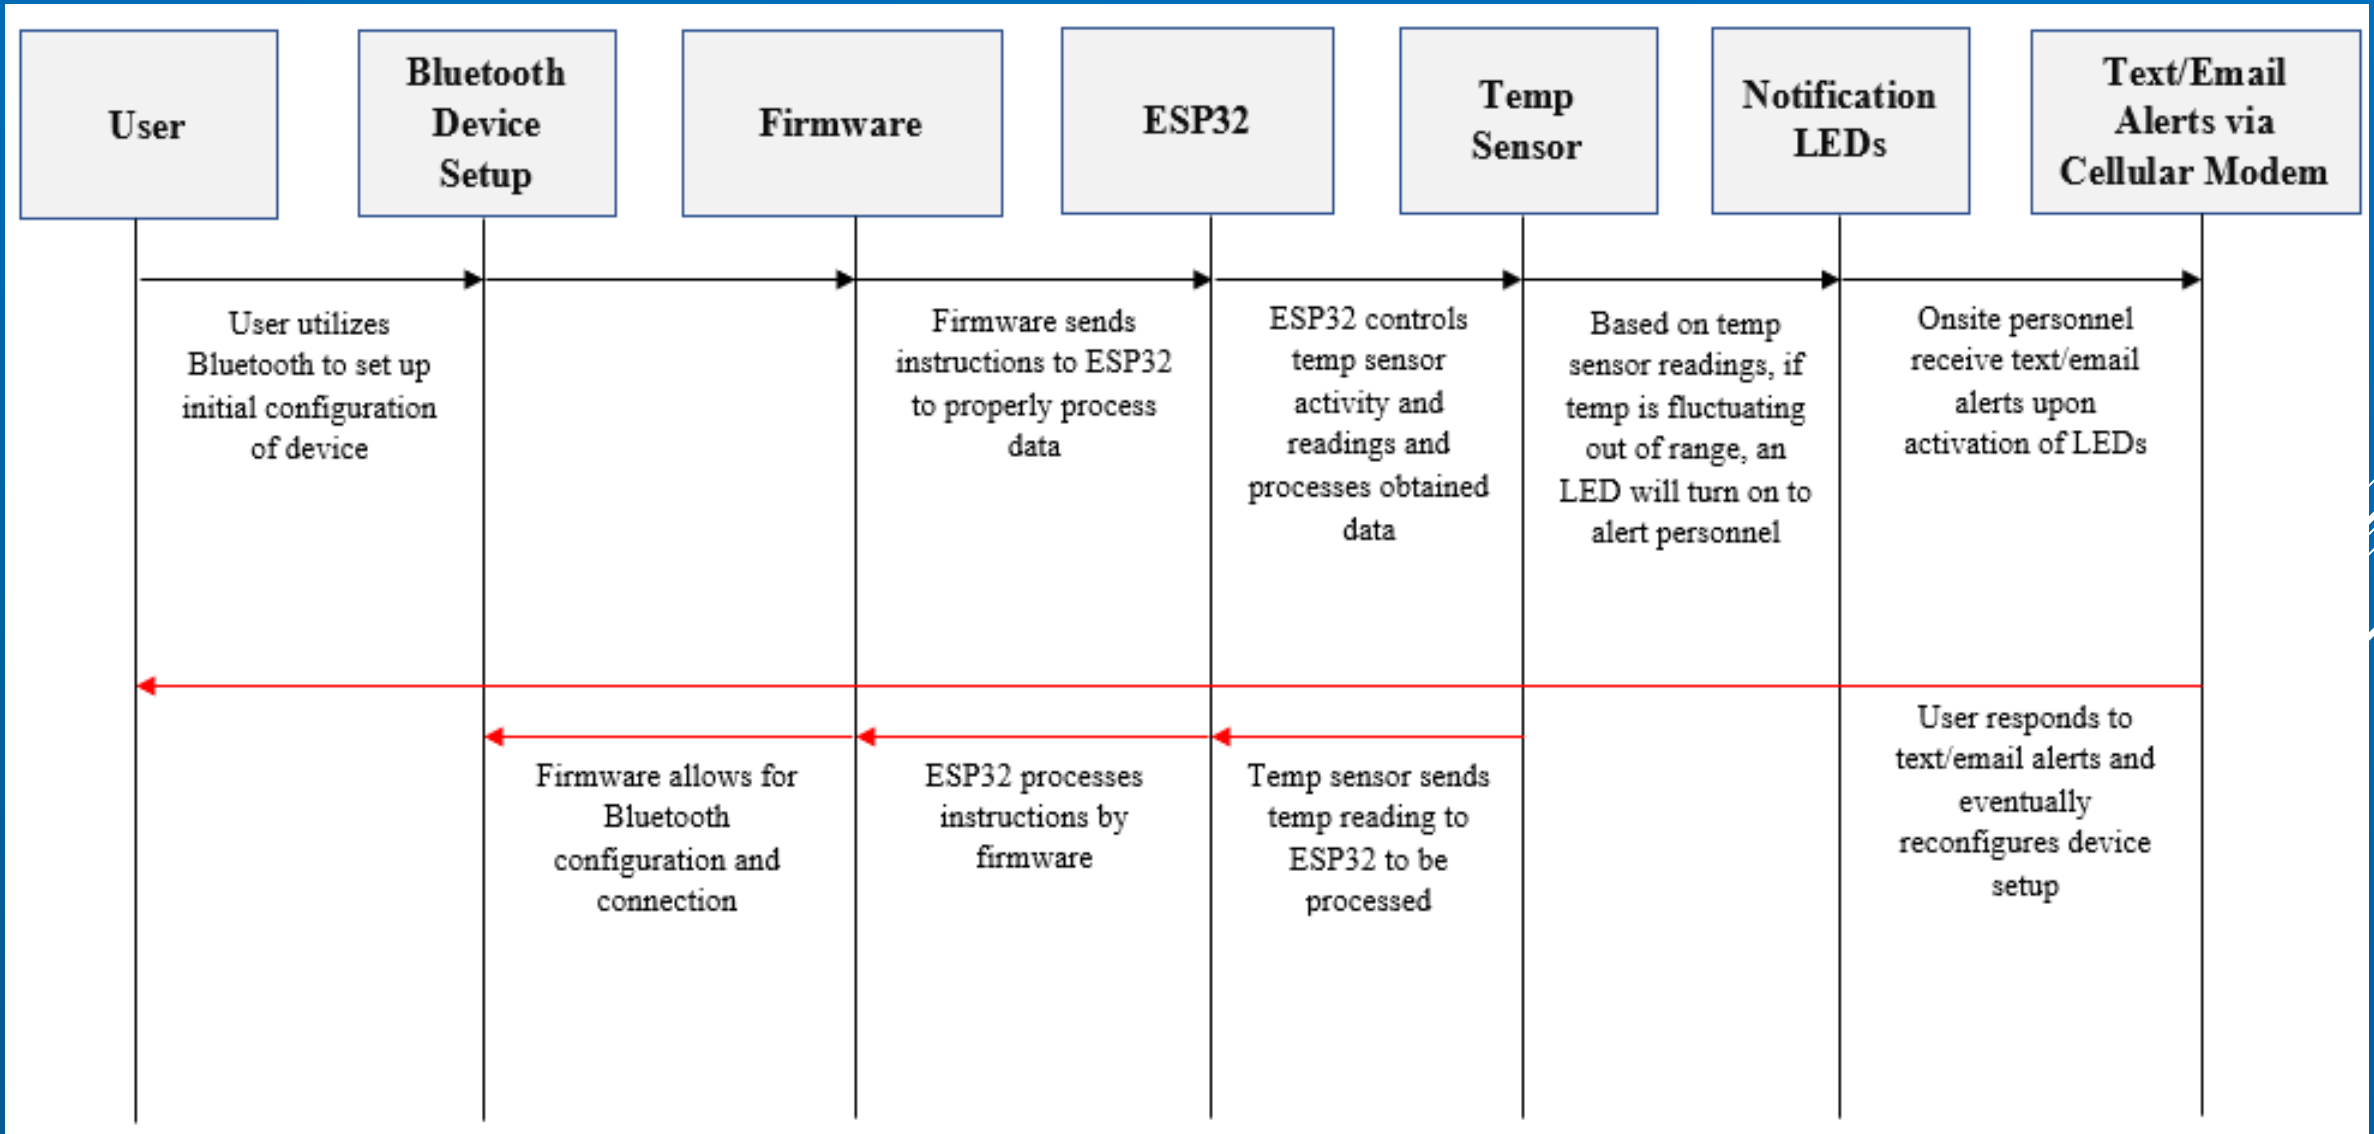 User
Bluetooth
Device
Setup
Firmware
ESP32
Temp
Sensor
Notification
LEDs
Text/Email
Alerts via
Cellular Modem
User utilizes
Bluetooth to set up
initial configuration
of device
Firmware sends
instructions to ESP32
to properly process
data
ESP32 controls
temp sensor
activity and
readings and
processes obtained
data
Based on temp
sensor readings, if
temp is fluctuating
out of range, an
LED will turn on to
alert personnel
Onsite personnel
receive text/email
alerts upon
activation of LEDs
Firmware allows for
Bluetooth
configuration and
connection
ESP32 processes
instructions by
firmware
Temp sensor sends
temp reading to
ESP32 to be
processed
User responds to
text/email alerts and
eventually
reconfigures device
setup